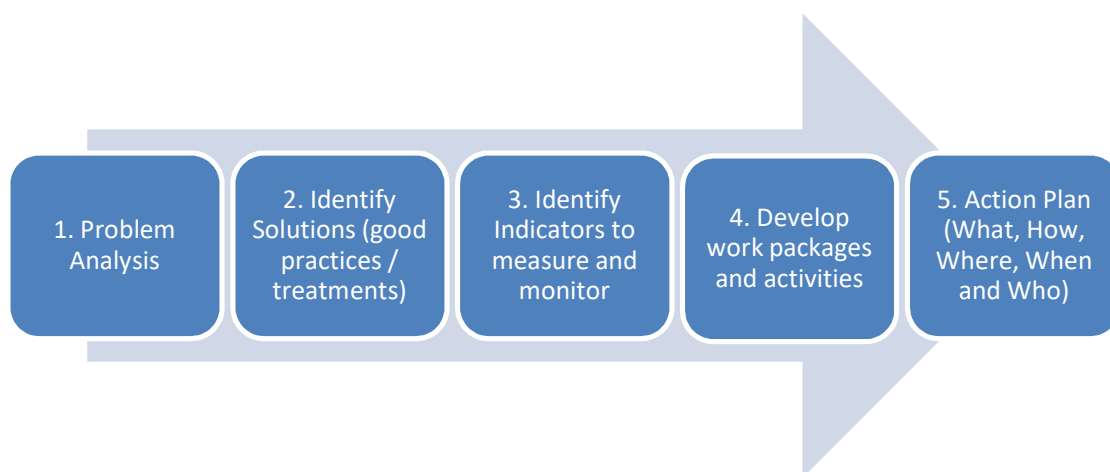 1. Problem
Analysis
2. Identify
Solutions (good
practices /
treatments)
3. Identify
Indicators to
measure and
monitor
4. Develop
work packages
and activities
5. Action Plan
(What, How,
Where, When
and Who)